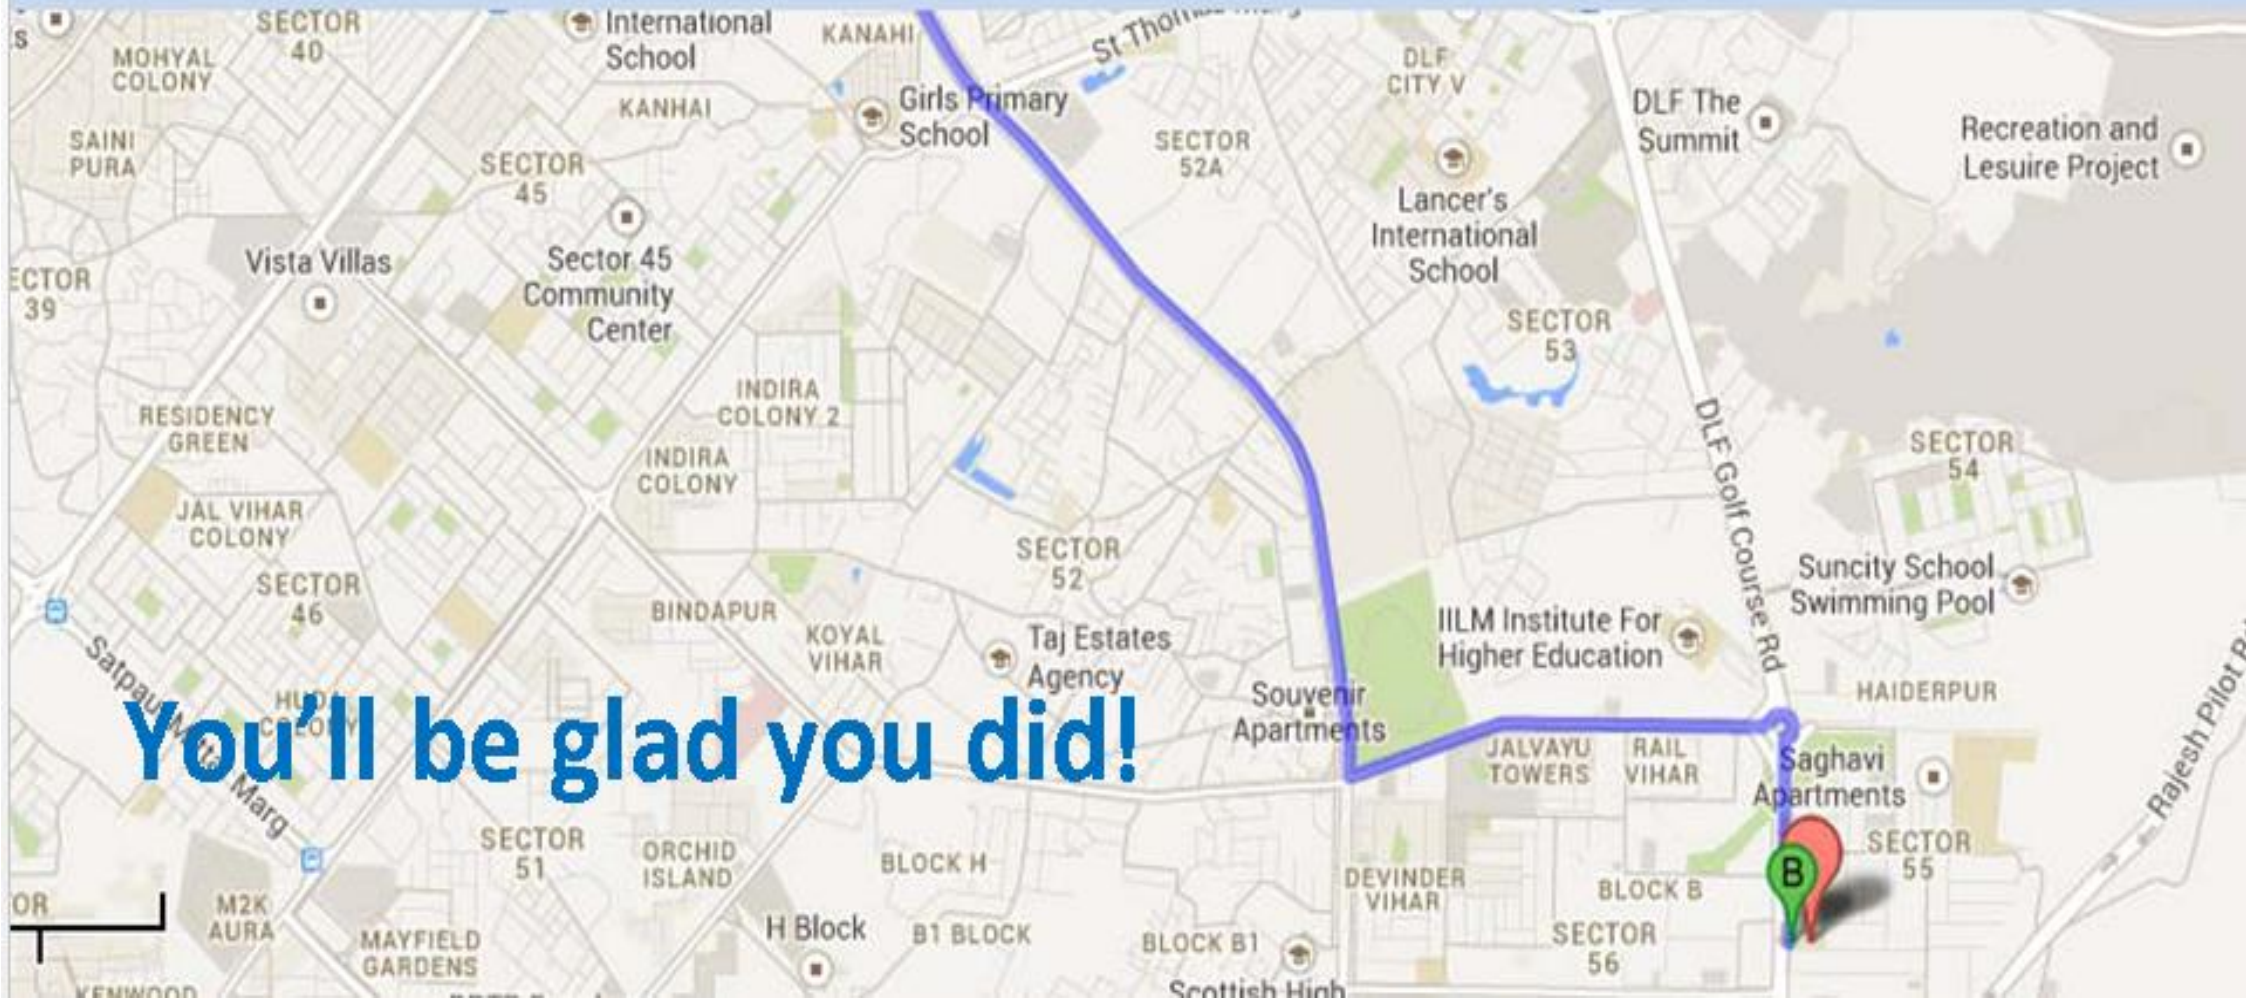 SECTOR
40
International
School
KANAHI
St Thomas Marg
MOHYAL
COLONY
DLF
CITY V
KANHAI
Girls Primary
School
DLF The
Summit
Recreation and
Lesuire Project
SAINI
PURA
SECTOR
45
SECTOR
52A
Lancer's
International
School
Vista Villas
Sector 45
Community
Center
39
SECTOR
53
RESIDENCY
GREEN
INDIRA
COLONY 2
INDIRA
COLONY
DLF Golf Course Rd
SECTOR
54
JAL VIHAR
COLONY
SECTOR
46
SECTOR
52
Suncity School
Swimming Pool
BINDAPUR
KOYAL
VIHAR
Taj Estates
Agency
IILM Institute For
Higher Education
Satpaul Mittal Marg
HUDA
COLONY
Souvenir
Apartments
HAIDERPUR
You'll be glad you did!
JALVAYU
TOWERS
RAIL
VIHAR
Saghavi
Apartments
Rajesh Pilot Rd
SECTOR
51
ORCHID
ISLAND
BLOCK H
DEVINDER
VIHAR
BLOCK B
B
SECTOR
55
M2K
AURA
MAYFIELD
GARDENS
H Block
B1 BLOCK
BLOCK B1
SECTOR
56
KENWOOD
Scottish High